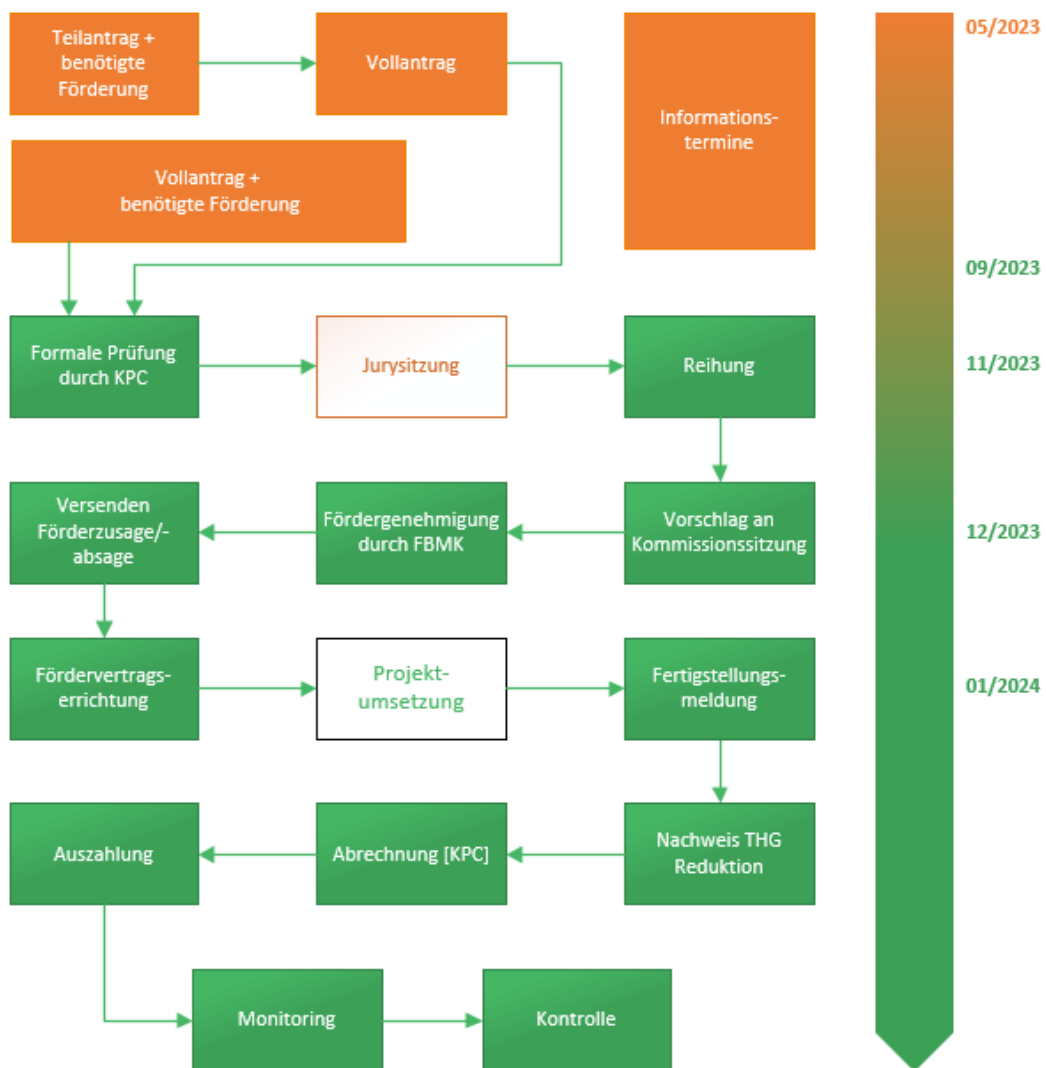 Teilantrag +
benötigte
Förderung
Vollantrag
Informations-
termine
05/2023
Vollantrag +
benötigte Förderung
09/2023
Formale Prüfung
durch KPC
Jurysitzung
Reihung
11/2023
Versenden
Förderzusage/-
absage
Fördergenehmigung
durch FBMK
Vorschlag an
Kommissionssitzung
12/2023
Fördervertrags-
errichtung
Projekt-
umsetzung
Fertigstellungs-
meldung
01/2024
Auszahlung
Abrechnung [KPC]
Nachweis THG
Reduktion
Monitoring
Kontrolle